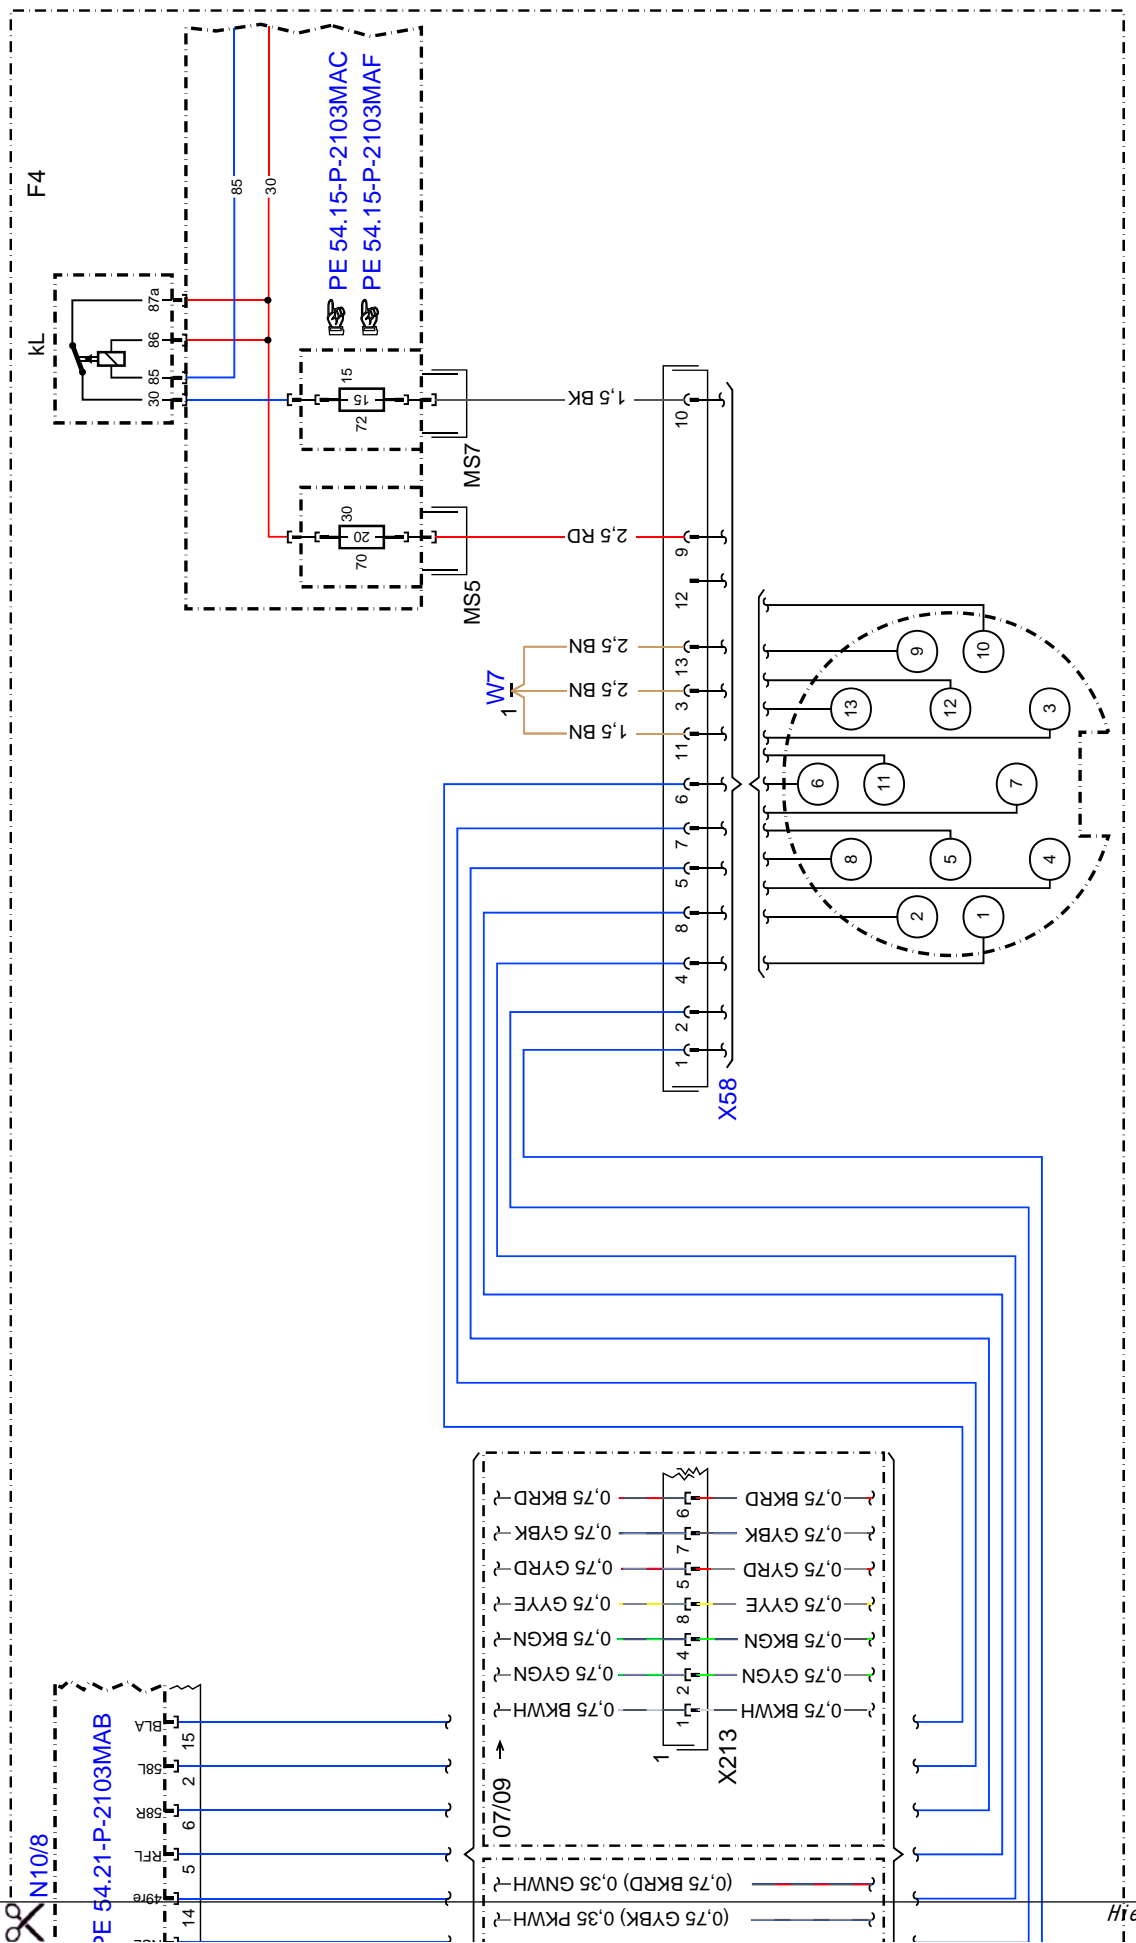 F4
kL
87a
86
85
30
85
30
PE 54.15-P-2103MAC
PE 54.15-P-2103MAF
15
15
72
MS7
1,5 BK
10
30
20
70
MS5
2,5 RD
9
12
W7
1
2,5 BN
13
2,5 BN
3
1,5 BN
11
6
7
5
8
4
2
1
X58
9
10
13
12
3
6
11
7
8
5
4
2
1
0,75 BKRD
6
0,75 BKRD
0,75 GYBK
7
0,75 GYBK
0,75 GYRD
5
0,75 GYRD
0,75 GYYE
8
0,75 GYYE
0,75 BKGN
4
0,75 BKGN
0,75 GYGN
2
0,75 GYGN
0,75 BKWH
1
0,75 BKWH
1
X213
07/09
(0,75 BKRD) 0,35 GNWH
(0,75 GYBK) 0,35 PKWH
N10/8
PE 54.21-P-2103MAB
BLA
15
58L
2
58R
6
RFL
5
49re
14
Hie